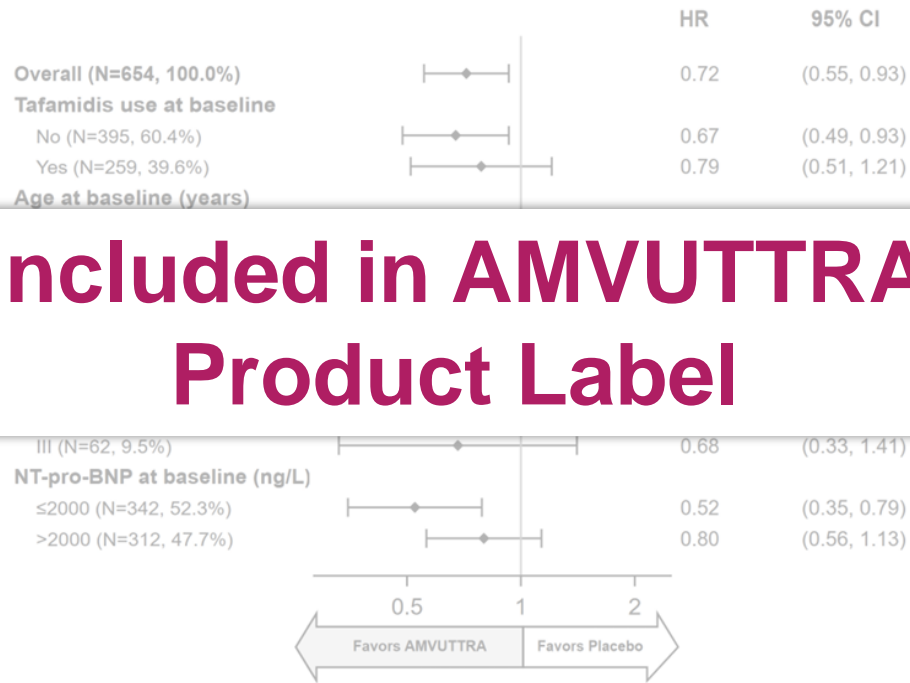 HR 95% CI
Overall (N=654, 100.0%) 0.72 (0.55, 0.93)
Tafamidis use at baseline
No (N=395, 60.4%) 0.67 (0.49, 0.93)
Yes (N=259, 39.6%) 0.79 (0.51, 1.21)
Age at baseline (years)
ncluded in AMVUTTRA
Product Label
III (N=62, 9.5%) 0.68 (0.33, 1.41)
NT-pro-BNP at baseline (ng/L)
≤2000 (N=342, 52.3%) 0.52 (0.35, 0.79)
>2000 (N=312, 47.7%) 0.80 (0.56, 1.13)
0.5 1 2
Favors AMVUTTRA Favors Placebo